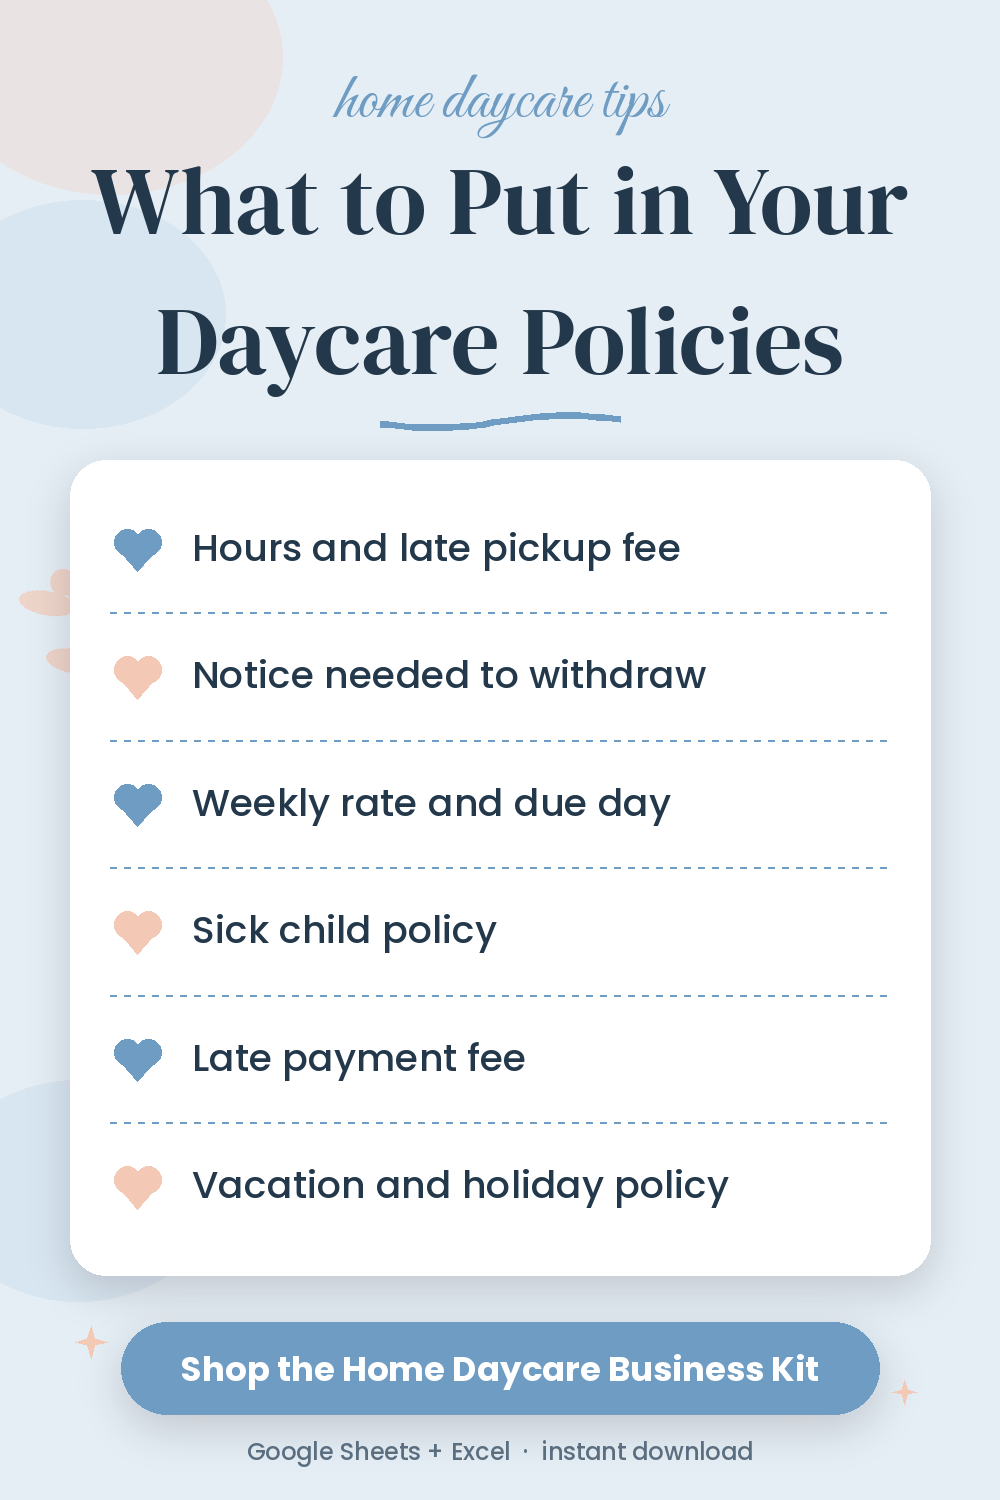 home daycare tips
What to Put in Your
Daycare Policies
Hours and late pickup fee
Notice needed to withdraw
Weekly rate and due day
Sick child policy
Late payment fee
Vacation and holiday policy
Shop the Home Daycare Business Kit
Google Sheets + Excel · instant download